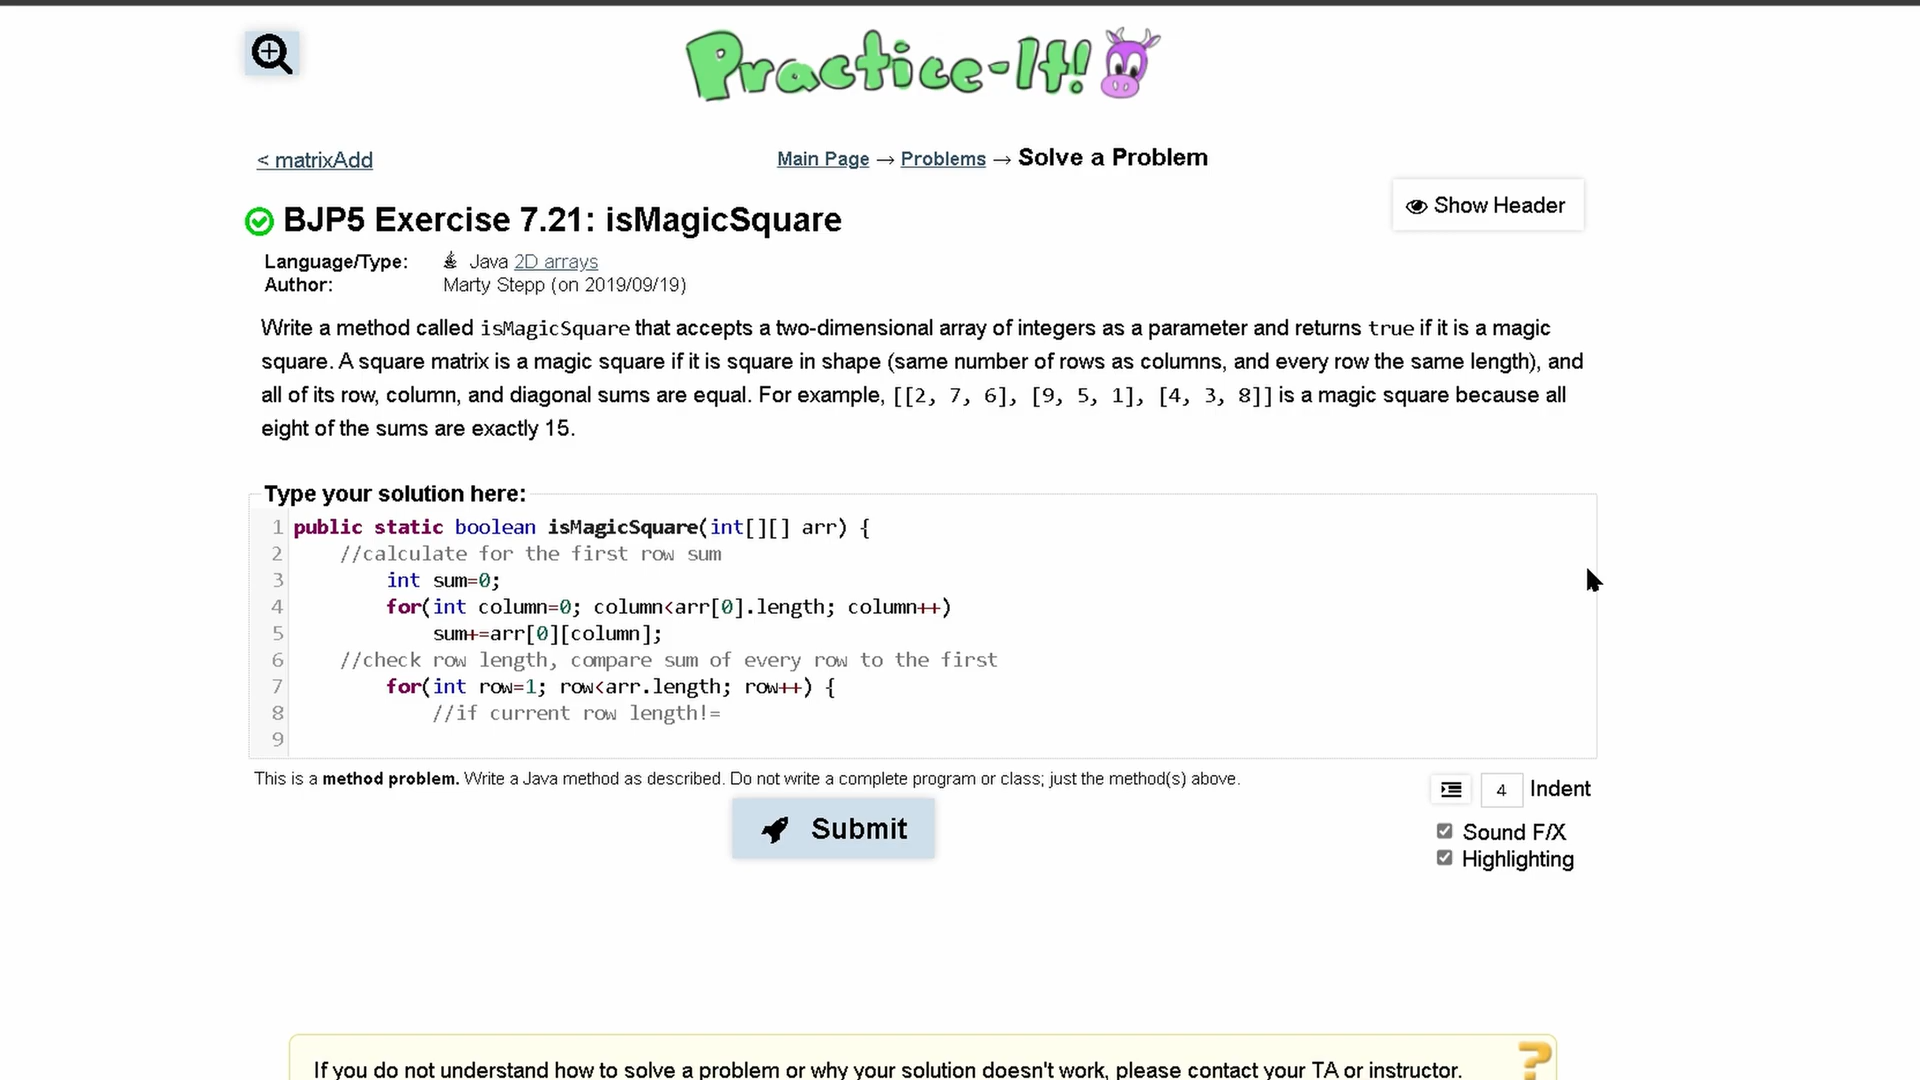 Practice-It!
< matrixAdd
Main Page → Problems → Solve a Problem
Show Header
BJP5 Exercise 7.21: isMagicSquare
Language/Type: Java 2D arrays
Author: Marty Stepp (on 2019/09/19)
Write a method called isMagicSquare that accepts a two-dimensional array of integers as a parameter and returns true if it is a magic
square. A square matrix is a magic square if it is square in shape (same number of rows as columns, and every row the same length), and
all of its row, column, and diagonal sums are equal. For example, [[2, 7, 6], [9, 5, 1], [4, 3, 8]] is a magic square because all
eight of the sums are exactly 15.
Type your solution here:
1 public static boolean isMagicSquare(int[][] arr) {
2     //calculate for the first row sum
3         int sum=0;
4         for(int column=0; column<arr[0].length; column++)
5             sum+=arr[0][column];
6     //check row length, compare sum of every row to the first
7         for(int row=1; row<arr.length; row++) {
8             //if current row length!=
9
This is a method problem. Write a Java method as described. Do not write a complete program or class; just the method(s) above.
4 Indent
Sound F/X
Submit
Highlighting
If you do not understand how to solve a problem or why your solution doesn't work, please contact your TA or instructor.